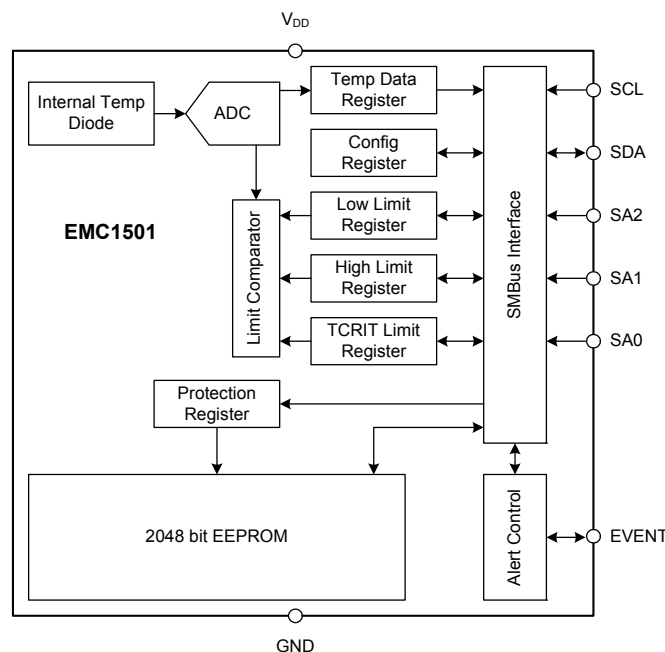 VDD
Internal Temp
Diode
ADC
Temp Data
Register
SCL
Config
Register
SDA
EMC1501
Limit Comparator
Low Limit
Register
SMBus Interface
SA2
High Limit
Register
SA1
TCRIT Limit
Register
SA0
Protection
Register
2048 bit EEPROM
Alert Control
EVENT
GND